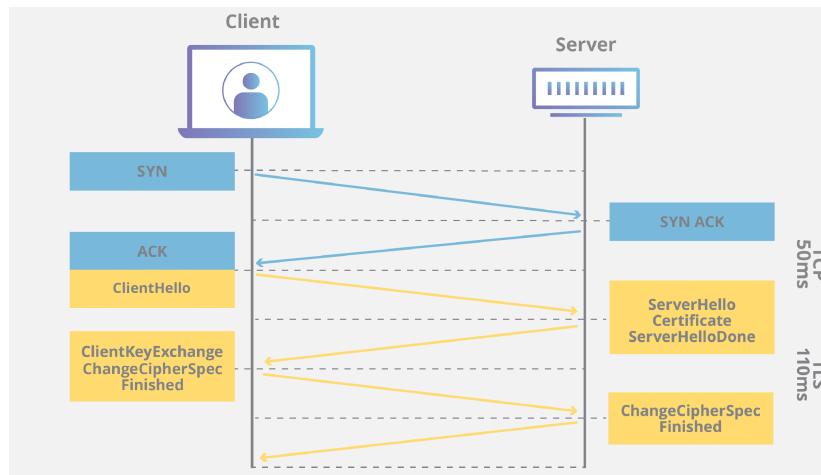 Client
Server
SYN
SYN ACK
ACK
ClientHello
TCP
50ms
ServerHello
Certificate
ServerHelloDone
ClientKeyExchange
ChangeCipherSpec
Finished
TLS
110ms
ChangeCipherSpec
Finished